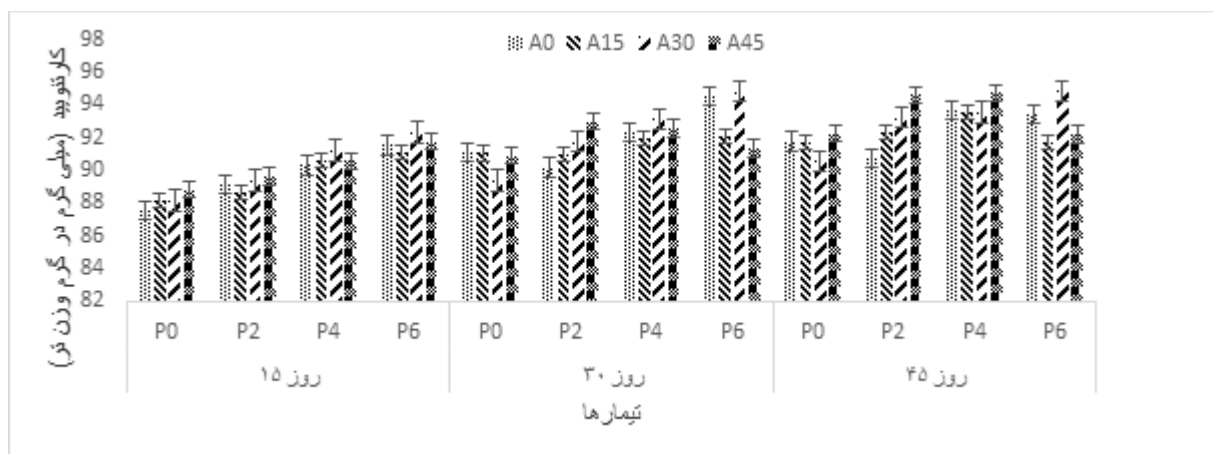 کارتنویید (میلی گرم در گرم وزن تر)
98
96
94
92
90
88
86
84
82
A0 A15 A30 A45
P0 P2 P4 P6 P0 P2 P4 P6 P0 P2 P4 P6
روز ۱۵ روز ۳۰ روز ۴۵
تیمارها